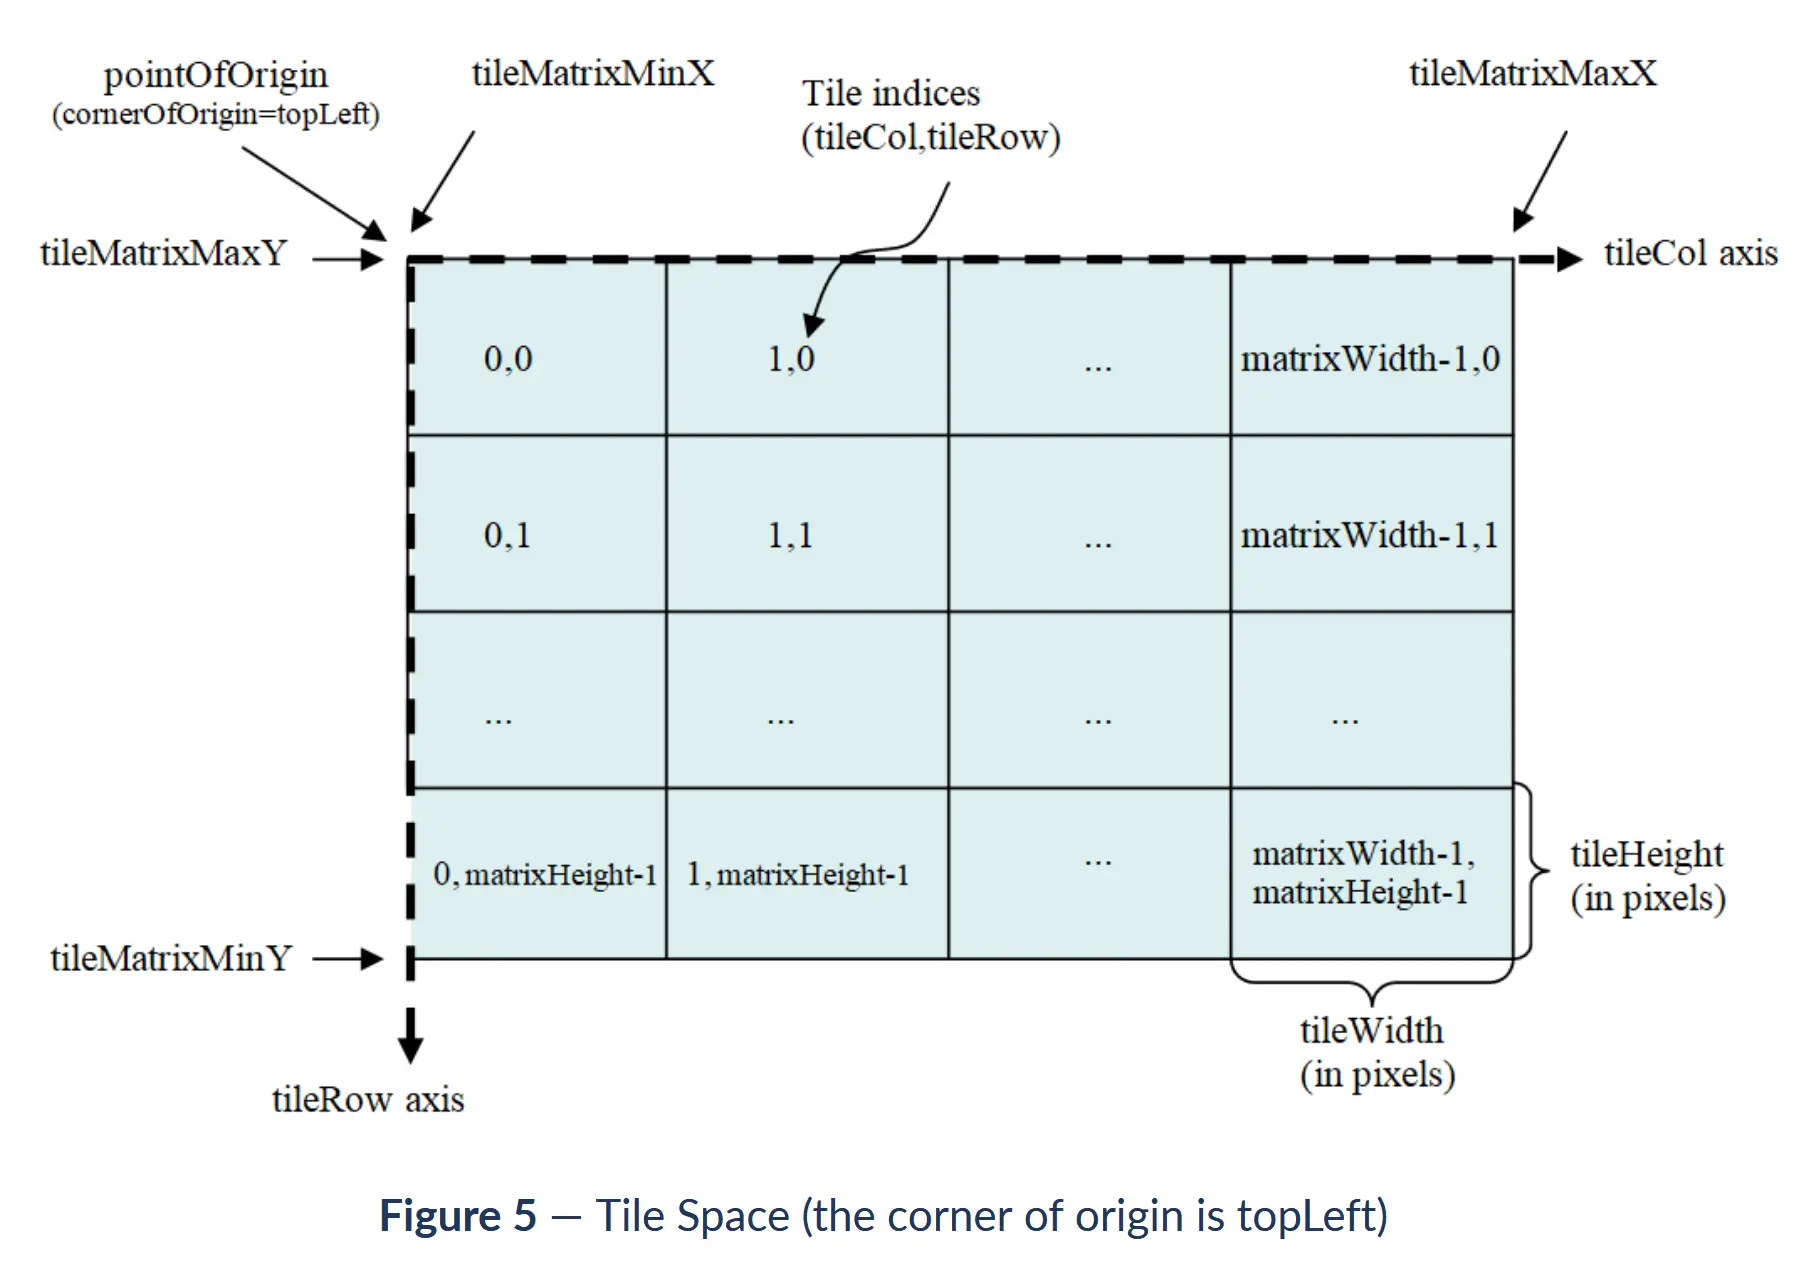 pointOfOrigin
(cornerOfOrigin=topLeft)
tileMatrixMinX
Tile indices
(tileCol,tileRow)
tileMatrixMaxX
tileMatrixMaxY
tileCol axis
0,0
1,0
...
matrixWidth-1,0
0,1
1,1
...
matrixWidth-1,1
...
...
...
...
0,matrixHeight-1
1,matrixHeight-1
...
matrixWidth-1,
matrixHeight-1
tileHeight
(in pixels)
tileMatrixMinY
tileWidth
(in pixels)
tileRow axis
Figure 5 — Tile Space (the corner of origin is topLeft)